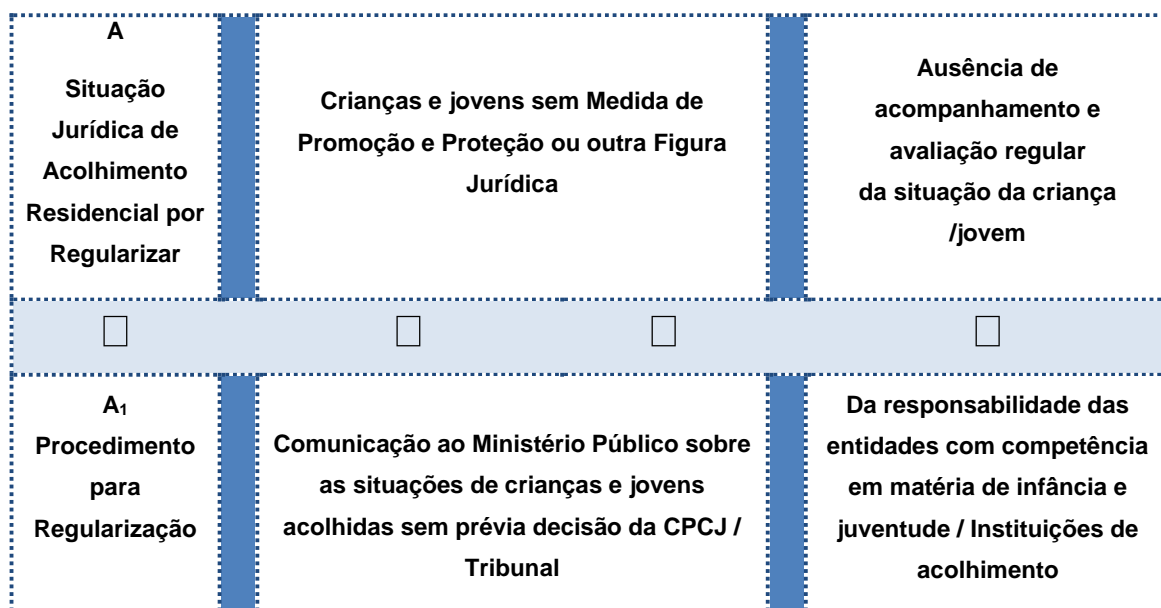 A
Situação
Jurídica de
Acolhimento
Residencial por
Regularizar
Crianças e jovens sem Medida de
Promoção e Proteção ou outra Figura
Jurídica
Ausência de
acompanhamento e
avaliação regular
da situação da criança
/jovem
A₁
Procedimento
para
Regularização
Comunicação ao Ministério Público sobre
as situações de crianças e jovens
acolhidas sem prévia decisão da CPCJ /
Tribunal
Da responsabilidade das
entidades com competência
em matéria de infância e
juventude / Instituições de
acolhimento